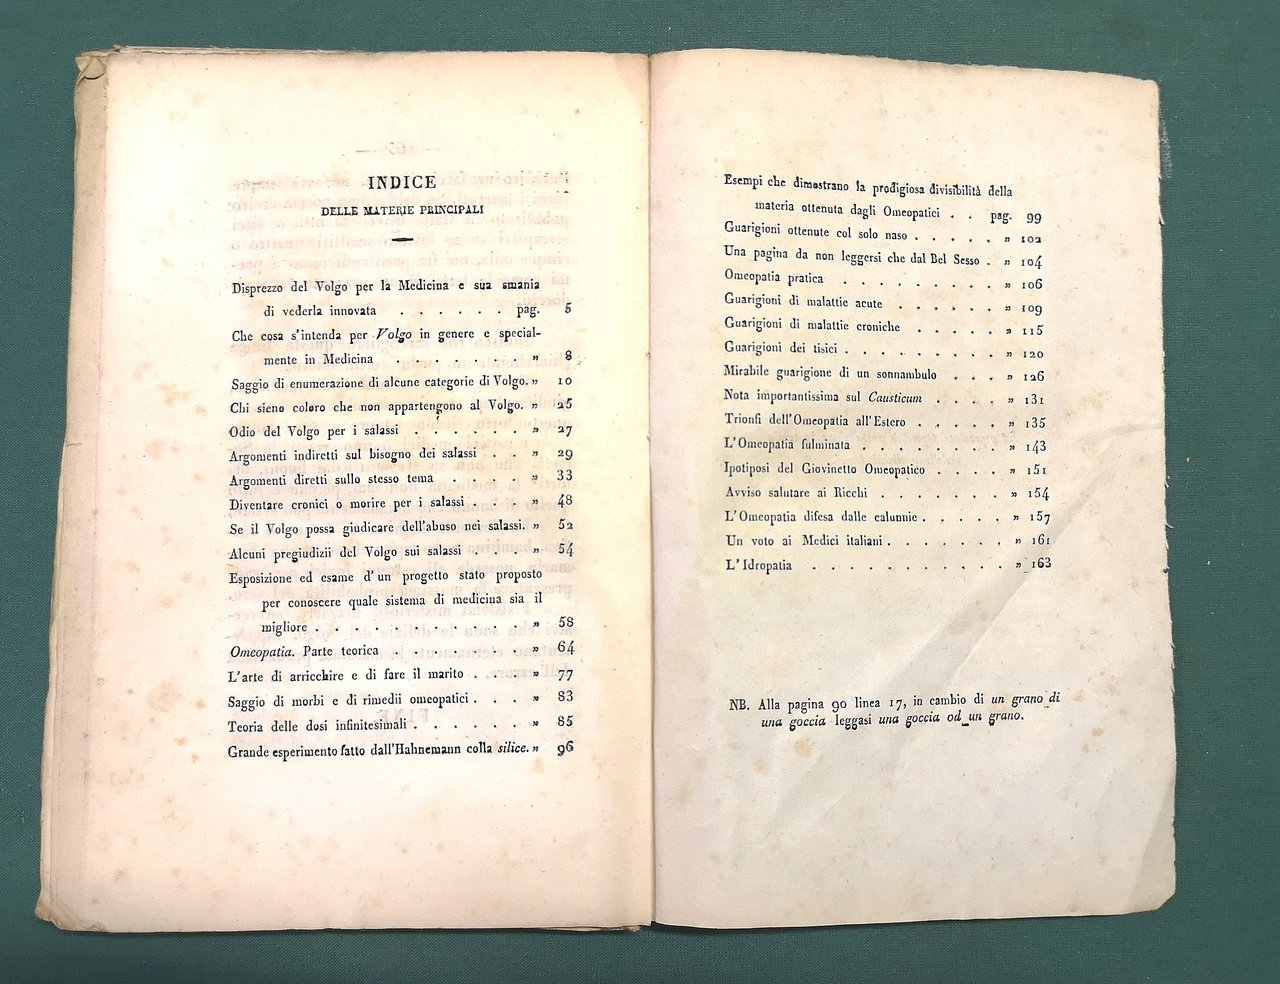 INDICE
DELLE MATERIE PRINCIPALI
Disprezzo del Volgo per la Medicina e sua smania
di vederla innovata . . . . . . pag. 5
Che cosa s'intenda per Volgo in genere e special-
mente in Medicina . . . . . . » 8
Saggio di enumerazione di alcune categorie di Volgo. » 10
Chi sieno coloro che non appartengono al Volgo. » 25
Odio del Volgo per i salassi . . . . . . » 27
Argomenti indiretti sul bisogno dei salassi . . » 29
Argomenti diretti sullo stesso tema . . . . » 33
Diventare cronici o morire per i salassi . . . » 48
Se il Volgo possa giudicare dell'abuso nei salassi. » 52
Alcuni pregiudizii del Volgo sui salassi . . . » 54
Esposizione ed esame d'un progetto stato proposto
per conoscere quale sistema di medicina sia il
migliore . . . . . . . . . . » 58
Omeopatia. Parte teorica . . . . . . . » 64
L'arte di arricchire e di fare il marito . . . » 77
Saggio di morbi e di rimedii omeopatici . . . » 83
Teoria delle dosi infinitesimali . . . . . » 85
Grande esperimento fatto dall'Hahnemann colla silice. » 96
Esempi che dimostrano la prodigiosa divisibilità della
materia ottenuta dagli Omeopatici . . pag. 99
Guarigioni ottenute col solo naso . . . . . » 102
Una pagina da non leggersi che dal Bel Sesso . » 104
Omeopatia pratica . . . . . . . . . » 106
Guarigioni di malattie acute . . . . . . » 109
Guarigioni di malattie croniche . . . . . » 115
Guarigioni dei tisici . . . . . . . . . » 120
Mirabile guarigione di un sonnambulo . . . » 126
Nota importantissima sul Causticum . . . . » 131
Trionfi dell'Omeopatia all'Estero . . . . . » 135
L'Omeopatia fulminata . . . . . . . . » 143
Ipotiposi del Giovinetto Omeopatico . . . . » 151
Avviso salutare ai Ricchi . . . . . . . » 154
L'Omeopatia difesa dalle calunnie . . . . . » 157
Un voto ai Medici italiani . . . . . . . » 161
L'Idropatia . . . . . . . . . . . » 163
NB. Alla pagina 90 linea 17, in cambio di un grano di
una goccia leggasi una goccia od un grano.